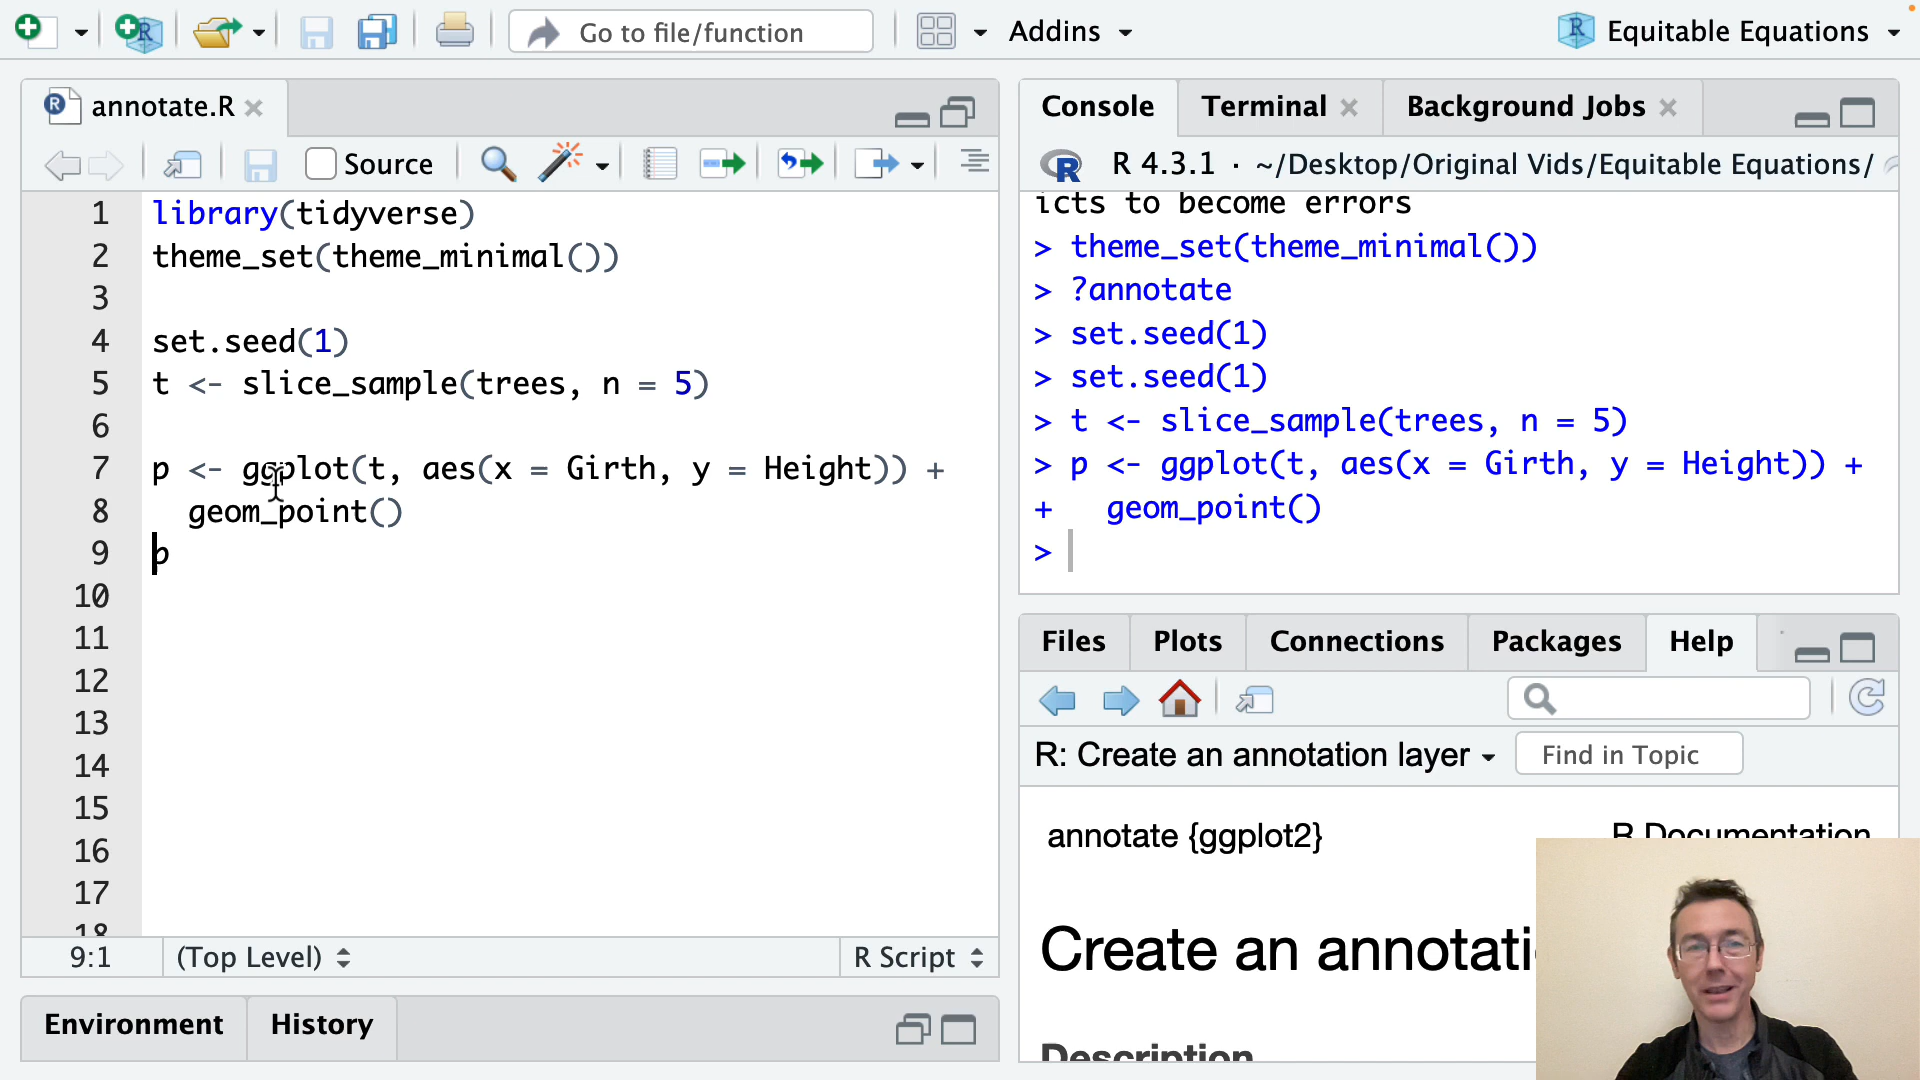 Go to file/function
Addins
Equitable Equations
annotate.R
Source
1 library(tidyverse)
2 theme_set(theme_minimal())
3
4 set.seed(1)
5 t <- slice_sample(trees, n = 5)
6
7 p <- ggplot(t, aes(x = Girth, y = Height)) +
8   geom_point()
9 p
10
11
12
13
14
15
16
17
18
9:1 (Top Level) R Script
Environment History
Console Terminal Background Jobs
R 4.3.1 · ~/Desktop/Original Vids/Equitable Equations/
icts to become errors
> theme_set(theme_minimal())
> ?annotate
> set.seed(1)
> set.seed(1)
> t <- slice_sample(trees, n = 5)
> p <- ggplot(t, aes(x = Girth, y = Height)) +
+   geom_point()
>
Files Plots Connections Packages Help
R: Create an annotation layer Find in Topic
annotate {ggplot2} R Documentation
Create an annotati
Description